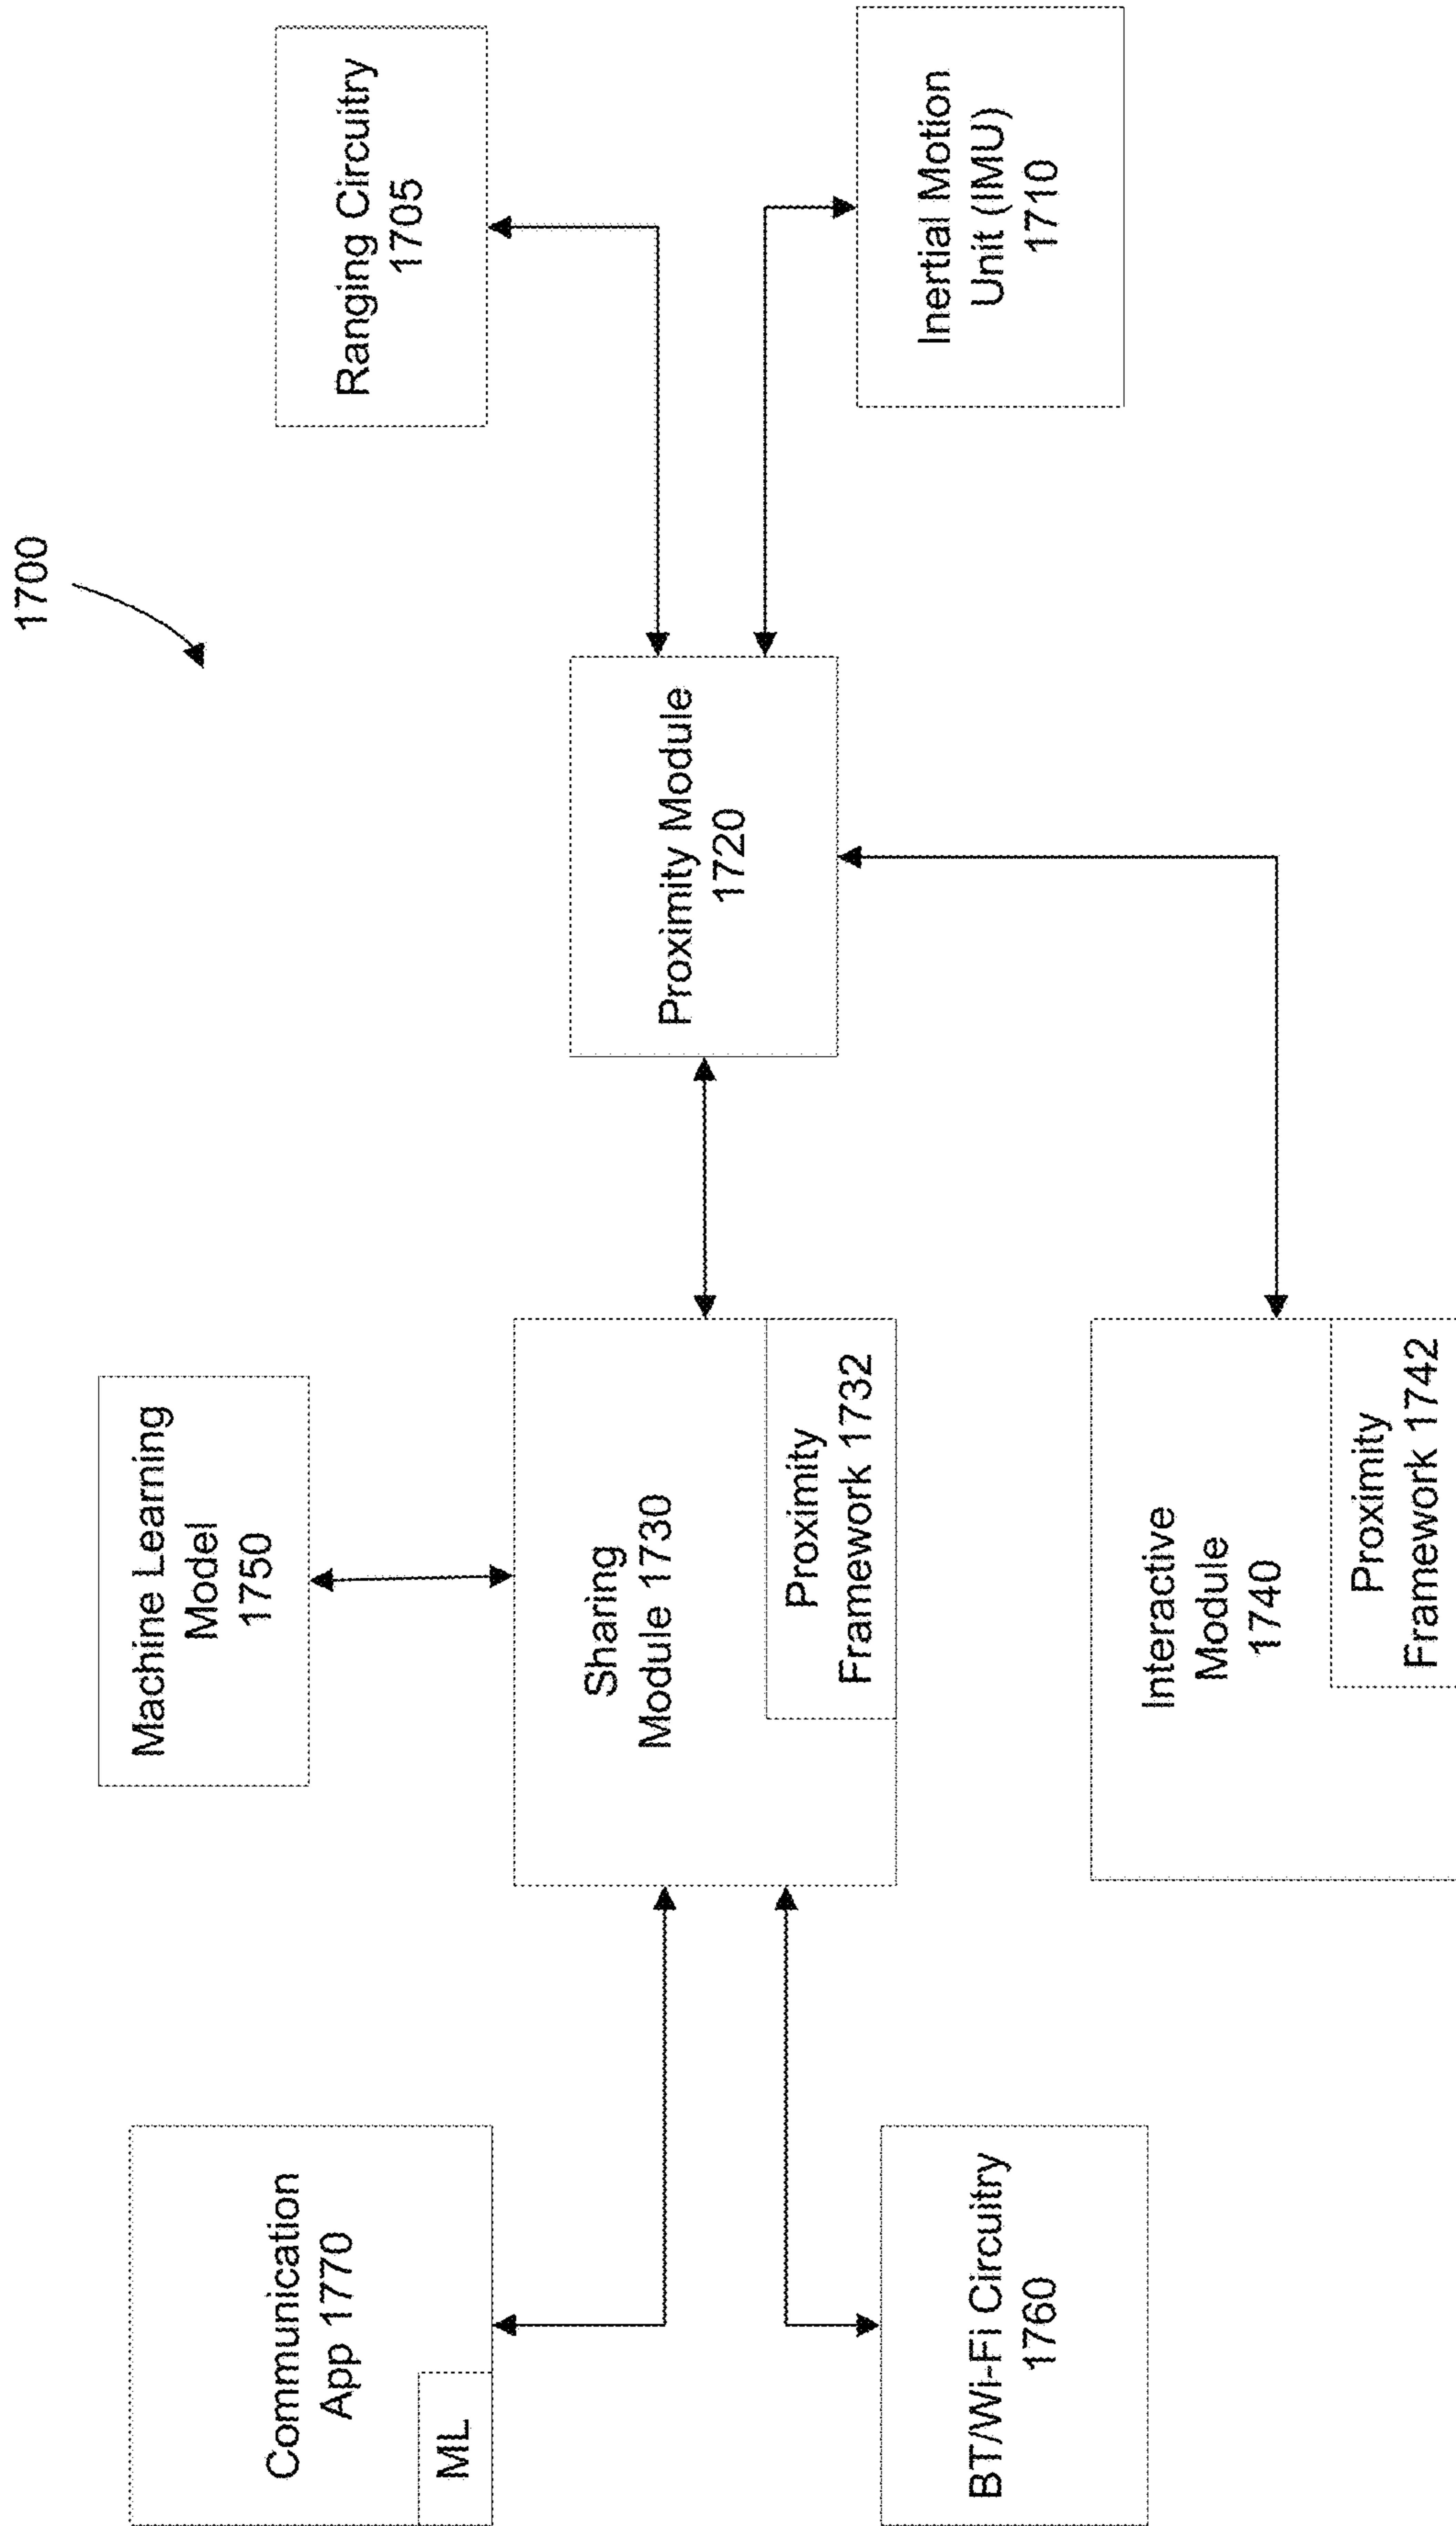 1700
Communication
App 1770
ML
Machine Learning
Model
1750
Ranging Circuitry
1705
Sharing
Module 1730
Proximity
Framework 1732
Proximity Module
1720
BT/Wi-Fi Circuitry
1760
Inertial Motion
Unit (IMU)
1710
Interactive
Module
1740
Proximity
Framework 1742